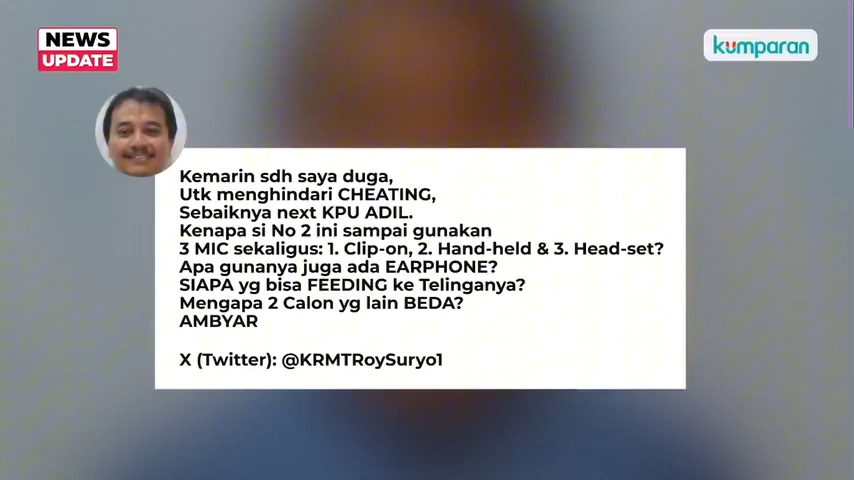 NEWS
UPDATE
kumparan
Kemarin sdh saya duga,
Utk menghindari CHEATING,
Sebaiknya next KPU ADIL.
Kenapa si No 2 ini sampai gunakan
3 MIC sekaligus: 1. Clip-on, 2. Hand-held & 3. Head-set?
Apa gunanya juga ada EARPHONE?
SIAPA yg bisa FEEDING ke Telinganya?
Mengapa 2 Calon yg lain BEDA?
AMBYAR
X (Twitter): @KRMTRoySuryo1